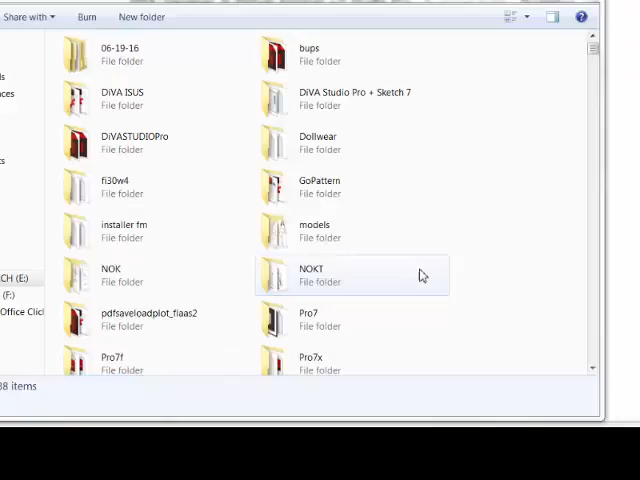 Share with Burn New folder
06-19-16 bups
File folder File folder
DiVA ISUS DiVA Studio Pro + Sketch 7
File folder File folder
DiVASTUDIOPro Dollwear
File folder File folder
fi30w4 GoPattern
File folder File folder
installer fm models
File folder File folder
NOK NOKT
File folder File folder
CH (E:)
(F:)
Office Click
pdfsaveloadplot_fiaas2 Pro7
File folder File folder
Pro7f Pro7x
File folder File folder
38 items